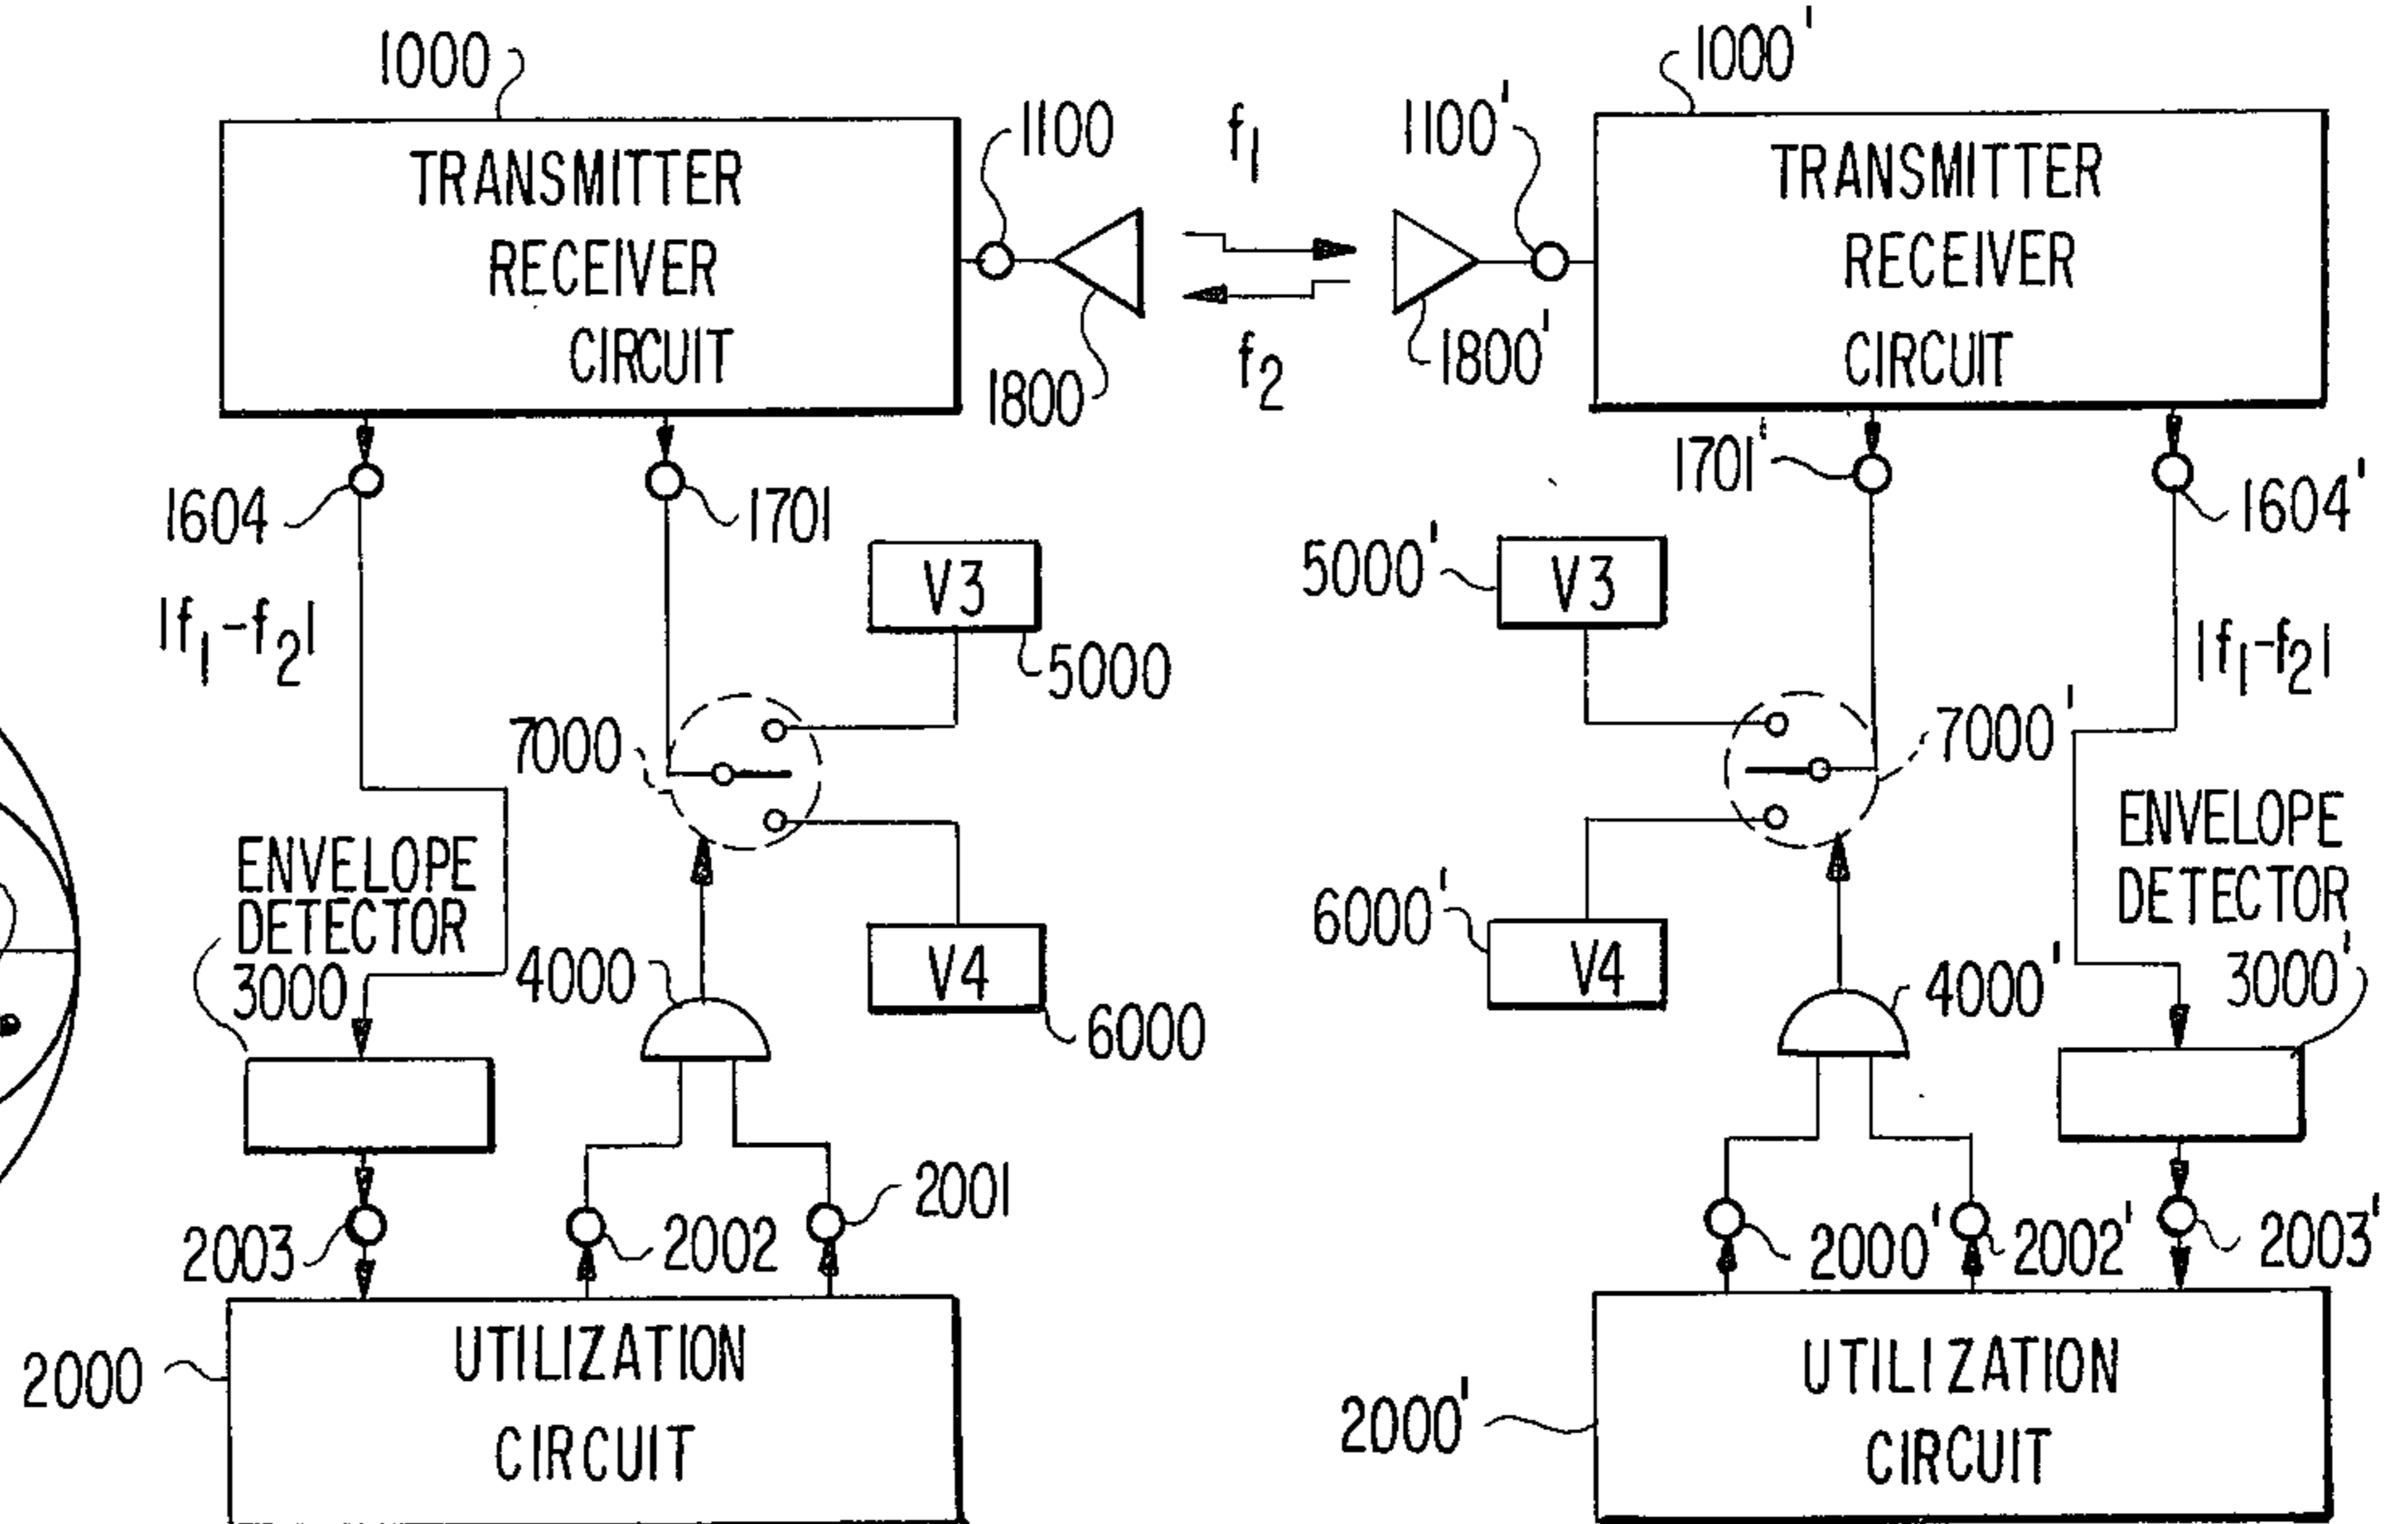 1000
1000'
1100
f1
1100'
TRANSMITTER
RECEIVER
CIRCUIT
TRANSMITTER
RECEIVER
CIRCUIT
1800
f2
1800'
1604
1701
1701'
1604'
|f1-f2|
V3
5000
5000'
V3
|f1-f2|
7000
7000'
ENVELOPE
DETECTOR
3000
4000
V4
6000
6000'
V4
4000'
ENVELOPE
DETECTOR
3000'
2003
2002
2001
2000'
2002'
2003'
2000
UTILIZATION
CIRCUIT
2000'
UTILIZATION
CIRCUIT